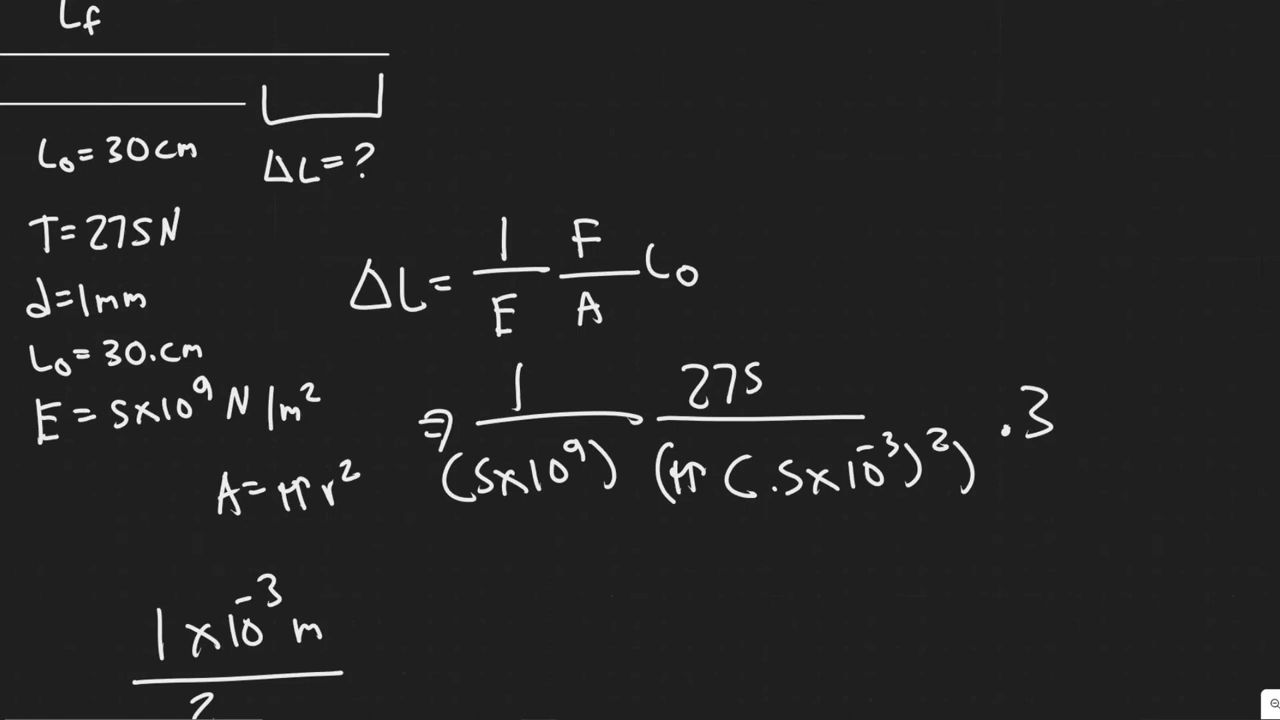 Lf
L₀ = 30cm
ΔL = ?
T = 275N
d = 1mm
L₀ = 30.cm
E = 5x10⁹ N/m²
A = πr²
ΔL = 1/E F/A L₀
⇒ 1/(5x10⁹) 275/(π(.5x10⁻³)²) .3
1x10⁻³ m
2